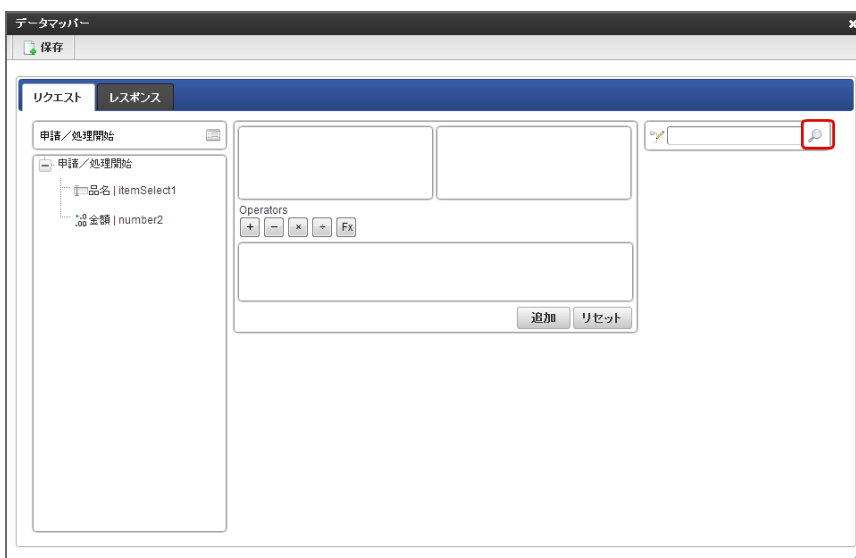 データマッパー
保存
リクエスト レスポンス
申請／処理開始
申請／処理開始
品名 | itemSelect1
金額 | number2
Operators
+ − × ÷ Fx
追加 リセット